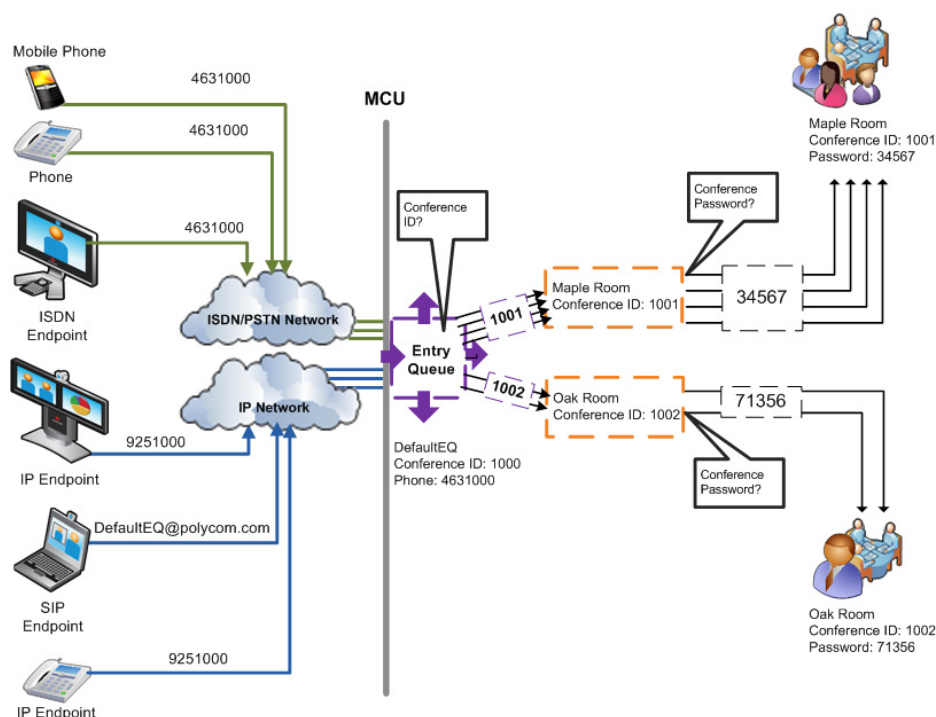 Mobile Phone
4631000
Phone
4631000
ISDN
Endpoint
4631000
ISDN/PSTN Network
IP Network
IP Endpoint
9251000
DefaultEQ@polycom.com
SIP
Endpoint
9251000
IP Endpoint
MCU
Conference
ID?
Entry
Queue
DefaultEQ
Conference ID: 1000
Phone: 4631000
1001
1002
Maple Room
Conference ID: 1001
Conference
Password?
34567
Maple Room
Conference ID: 1001
Password: 34567
Oak Room
Conference ID: 1002
Conference
Password?
71356
Oak Room
Conference ID: 1002
Password: 71356